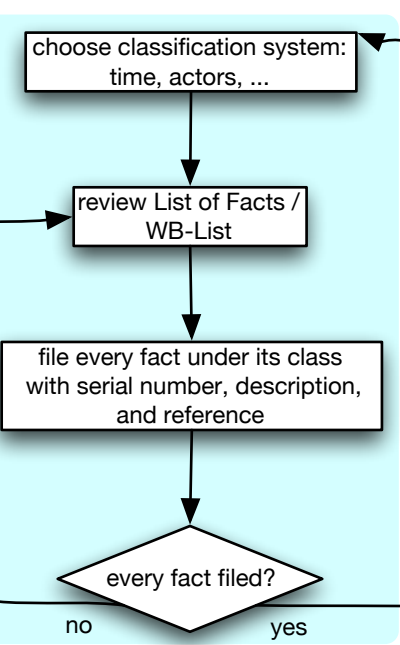 choose classification system:
time, actors, ...
review List of Facts /
WB-List
file every fact under its class
with serial number, description,
and reference
every fact filed?
no
yes